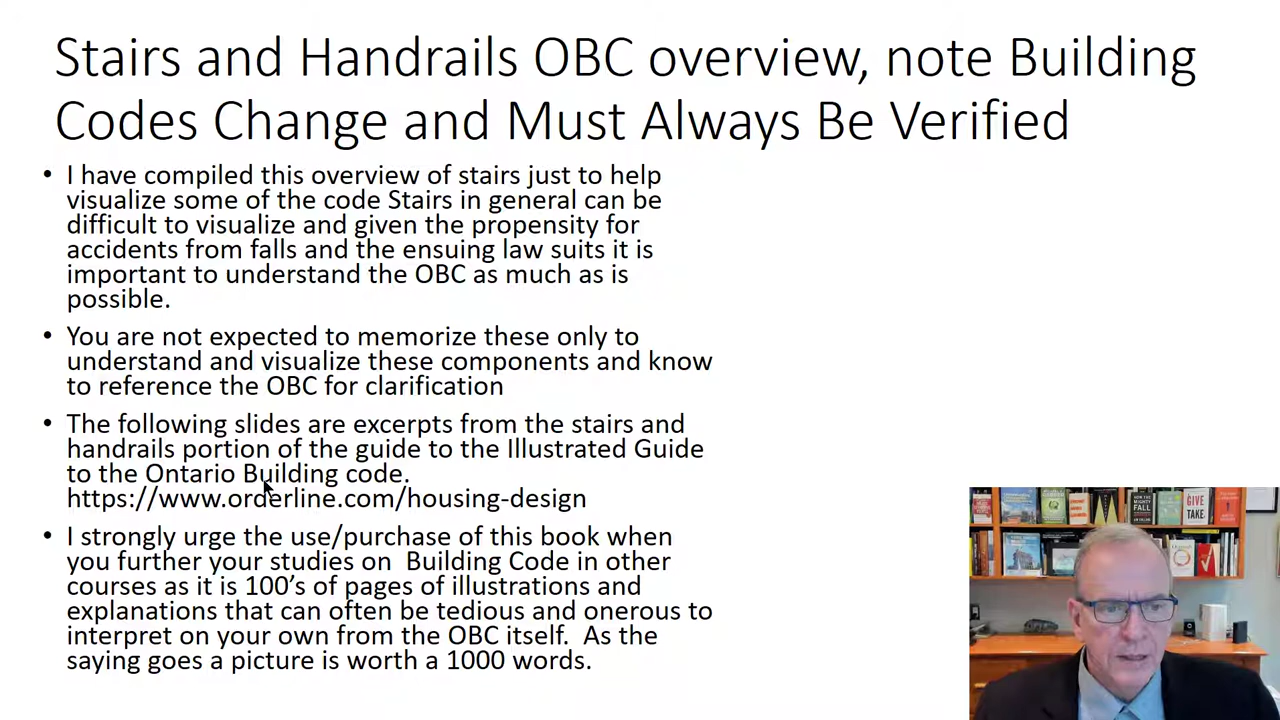 Stairs and Handrails OBC overview, note Building
Codes Change and Must Always Be Verified
• I have compiled this overview of stairs just to help
visualize some of the code Stairs in general can be
difficult to visualize and given the propensity for
accidents from falls and the ensuing law suits it is
important to understand the OBC as much as is
possible.
• You are not expected to memorize these only to
understand and visualize these components and know
to reference the OBC for clarification
• The following slides are excerpts from the stairs and
handrails portion of the guide to the Illustrated Guide
to the Ontario Building code.
https://www.orderline.com/housing-design
• I strongly urge the use/purchase of this book when
you further your studies on  Building Code in other
courses as it is 100’s of pages of illustrations and
explanations that can often be tedious and onerous to
interpret on your own from the OBC itself.  As the
saying goes a picture is worth a 1000 words.
HOW THE
MIGHTY
FALL
GIVE
TAKE